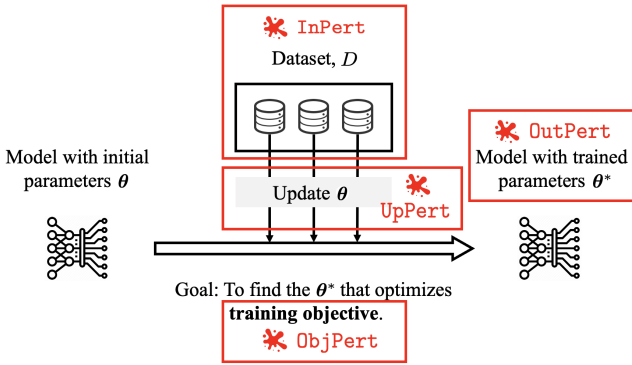 InPert
Dataset, D
Model with initial
parameters θ
Update θ
UpPert
OutPert
Model with trained
parameters θ*
Goal: To find the θ* that optimizes
training objective.
ObjPert